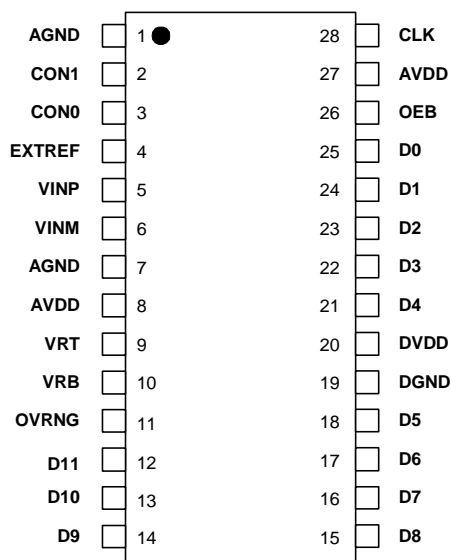 AGND 1 28 CLK
CON1 2 27 AVDD
CON0 3 26 OEB
EXTREF 4 25 D0
VINP 5 24 D1
VINM 6 23 D2
AGND 7 22 D3
AVDD 8 21 D4
VRT 9 20 DVDD
VRB 10 19 DGND
OVRNG 11 18 D5
D11 12 17 D6
D10 13 16 D7
D9 14 15 D8